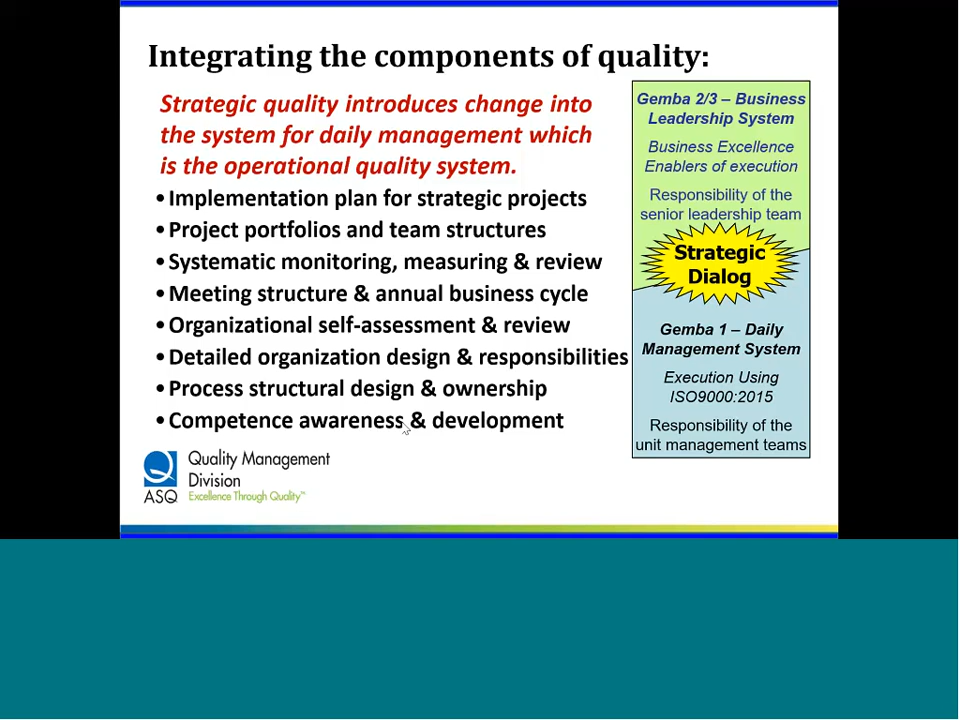 Integrating the components of quality:
Strategic quality introduces change into
the system for daily management which
is the operational quality system.
•Implementation plan for strategic projects
•Project portfolios and team structures
•Systematic monitoring, measuring & review
•Meeting structure & annual business cycle
•Organizational self-assessment & review
•Detailed organization design & responsibilities
•Process structural design & ownership
•Competence awareness & development
Gemba 2/3 – Business
Leadership System
Business Excellence
Enablers of execution
Responsibility of the
senior leadership team
Strategic
Dialog
Gemba 1 – Daily
Management System
Execution Using
ISO9000:2015
Responsibility of the
unit management teams
ASQ
Quality Management
Division
Excellence Through Quality™